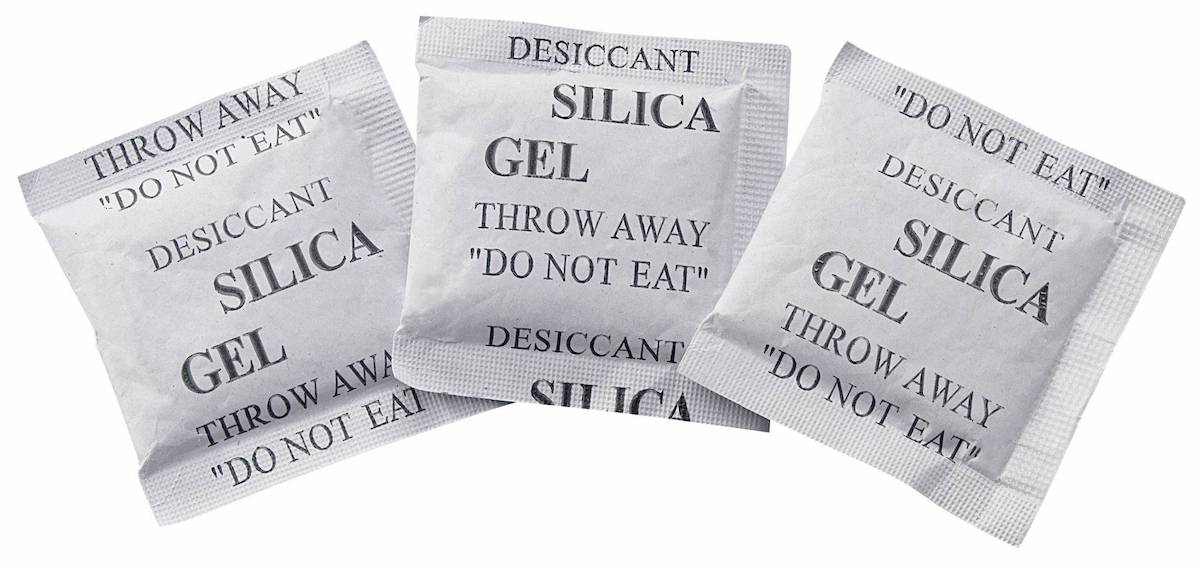 THROW AWAY
"DO NOT EAT"
DESICCANT
SILICA
GEL
THROW AWA
"DO NOT EAT
DESICCANT
SILICA
GEL
THROW AWAY
"DO NOT EAT"
DESICCANT
SILICA
"DO NOT EAT"
DESICCANT
SILICA
GEL
THROW AWAY
"DO NOT EAT"